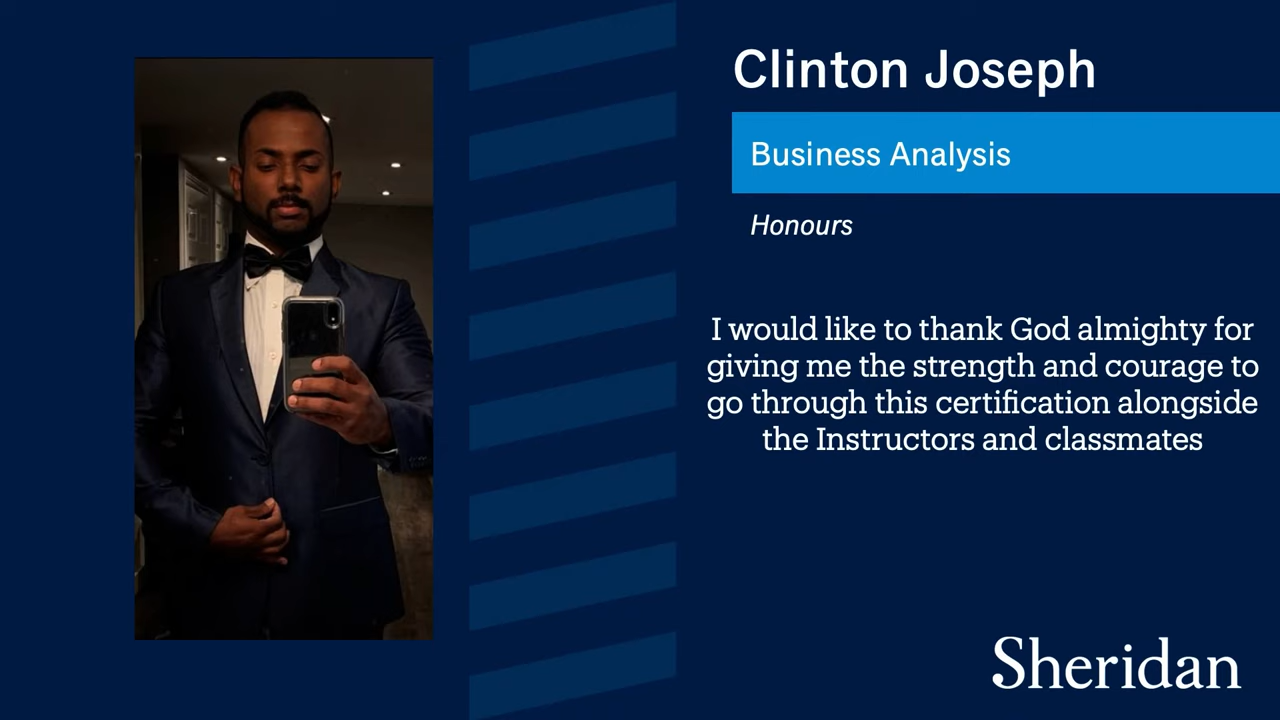 Clinton Joseph
Business Analysis
Honours
I would like to thank God almighty for
giving me the strength and courage to
go through this certification alongside
the Instructors and classmates
Sheridan